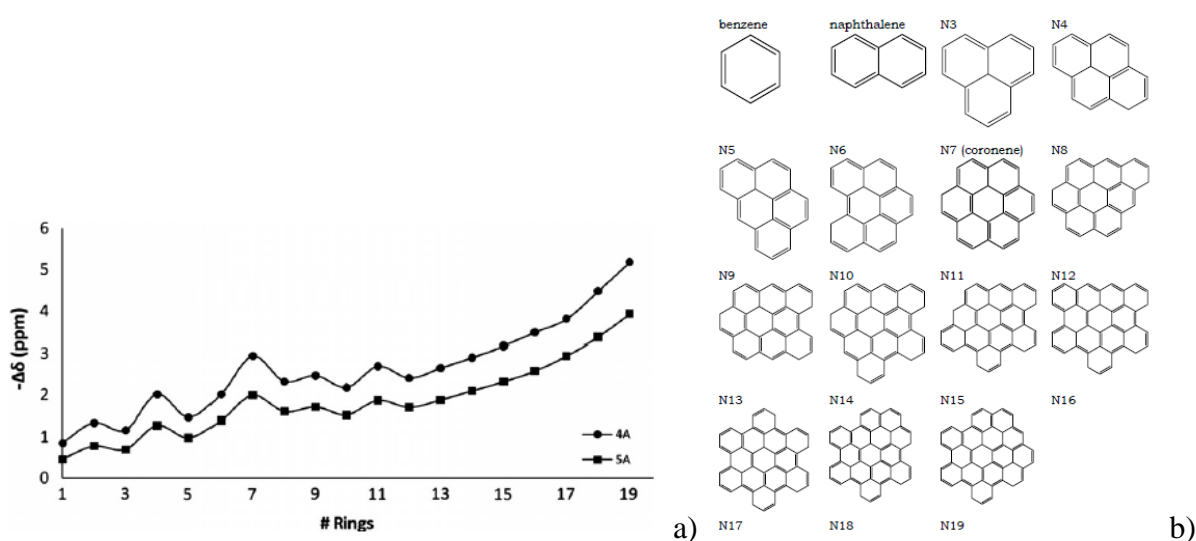 6
5
4
3
2
1
0
-Δδ (ppm)
1 3 5 7 9 11 13 15 17 19
# Rings
4A
5A
a)
benzene naphthalene N3 N4
N5 N6 N7 (coronene) N8
N9 N10 N11 N12
N13 N14 N15 N16
N17 N18 N19
b)